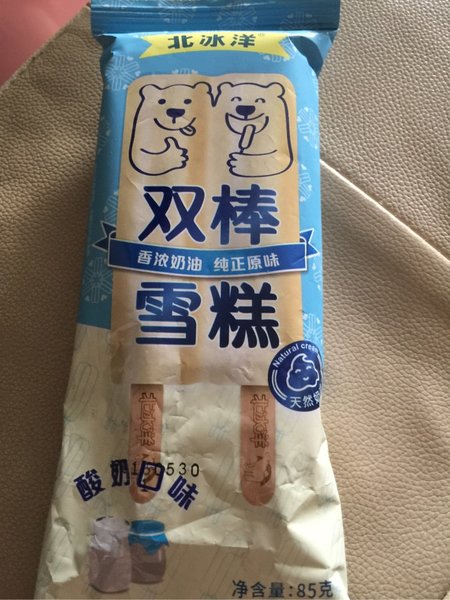 北冰洋®
双棒
香浓奶油 纯正原味
雪糕
Natural cream
天然
酸奶口味
净含量:85克